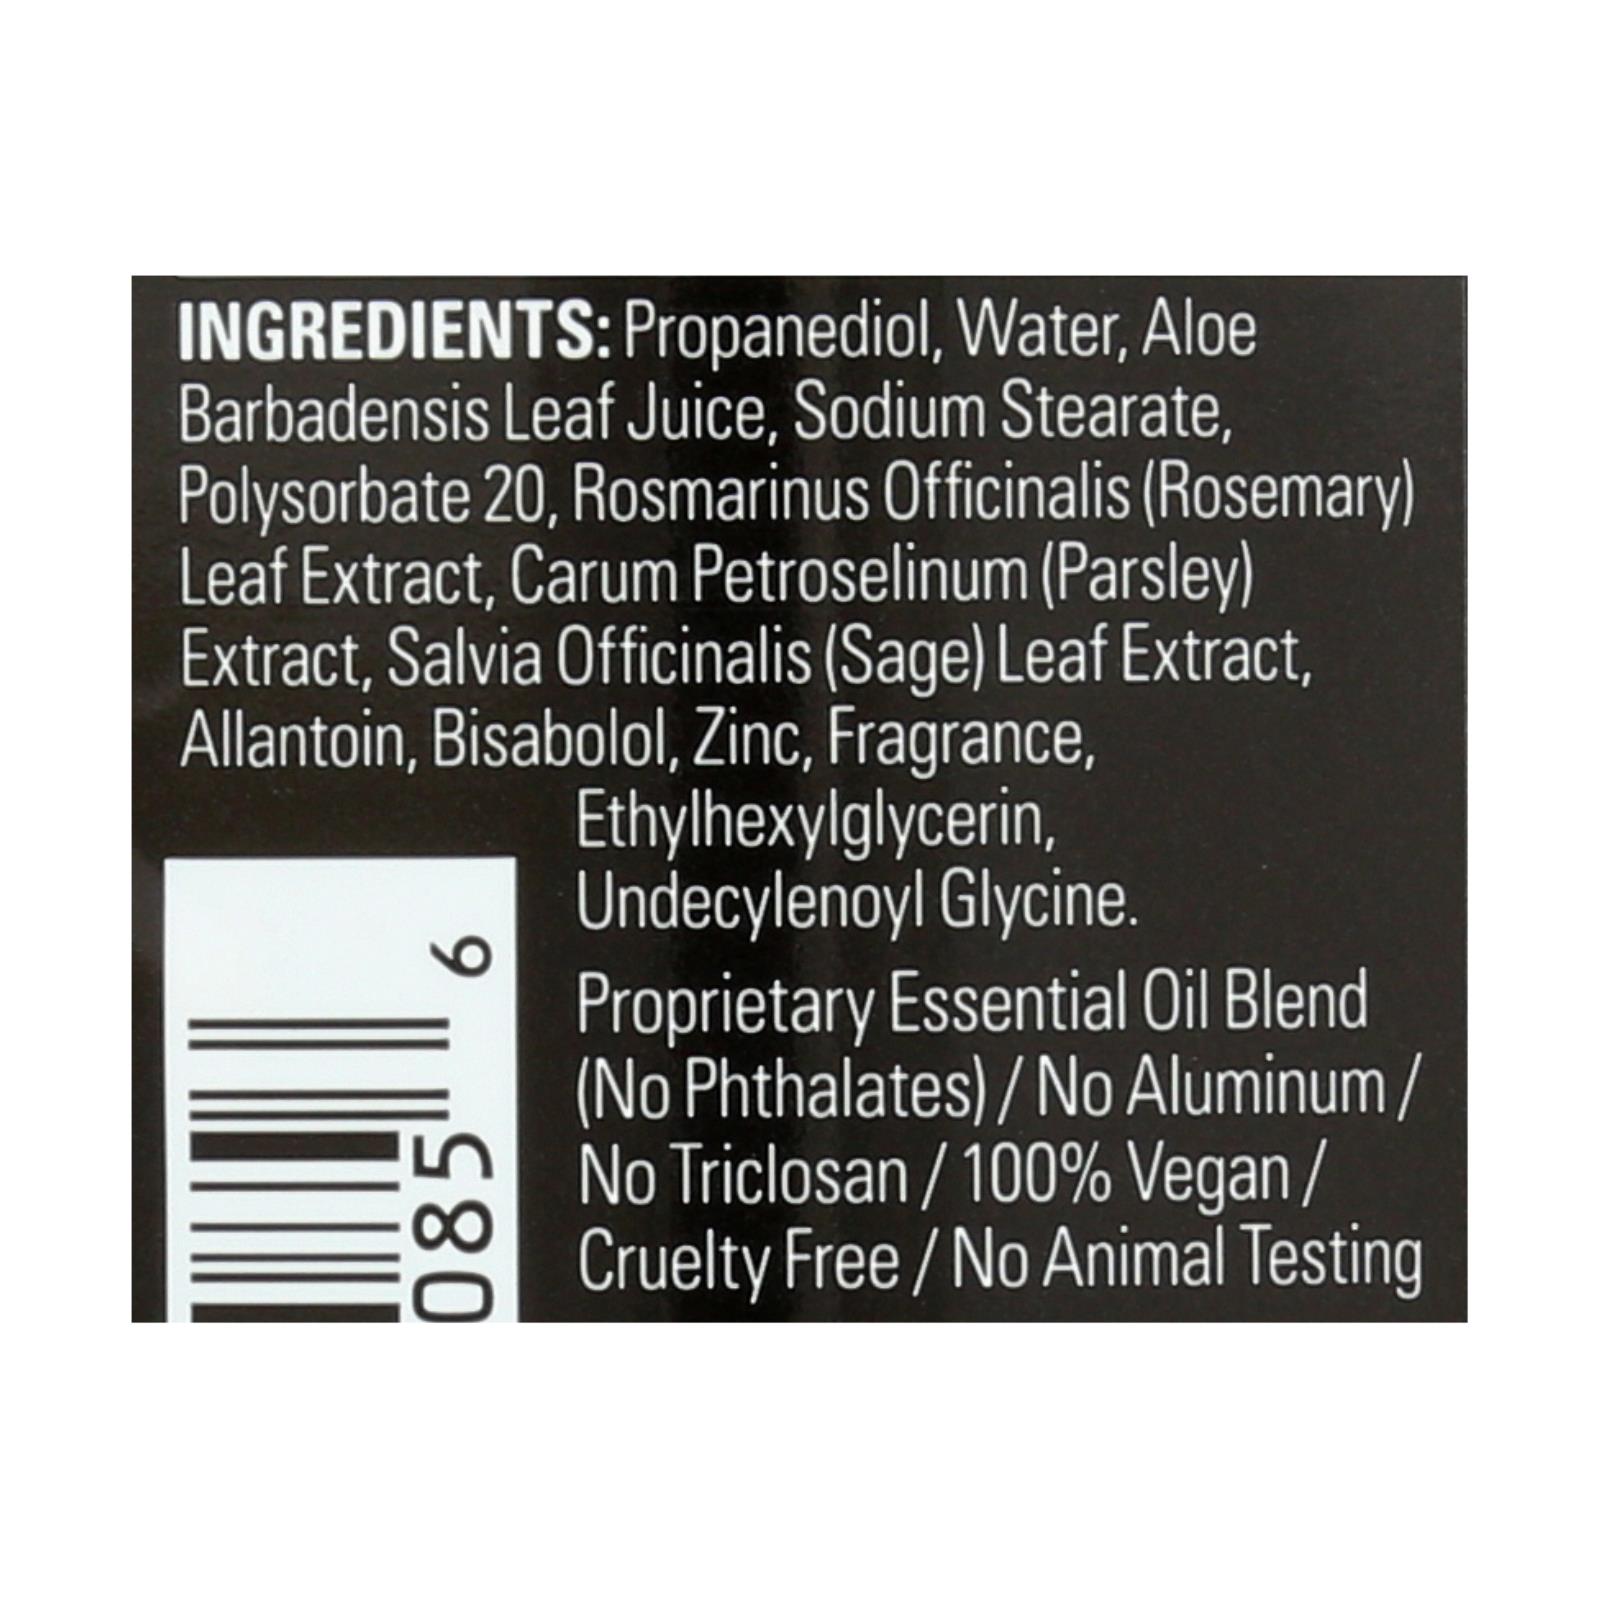 INGREDIENTS: Propanediol, Water, Aloe
Barbadensis Leaf Juice, Sodium Stearate,
Polysorbate 20, Rosmarinus Officinalis (Rosemary)
Leaf Extract, Carum Petroselinum (Parsley)
Extract, Salvia Officinalis (Sage) Leaf Extract,
Allantoin, Bisabolol, Zinc, Fragrance,
Ethylhexylglycerin,
Undecylenoyl Glycine.
Proprietary Essential Oil Blend
(No Phthalates) / No Aluminum /
No Triclosan / 100% Vegan /
Cruelty Free / No Animal Testing
085 6